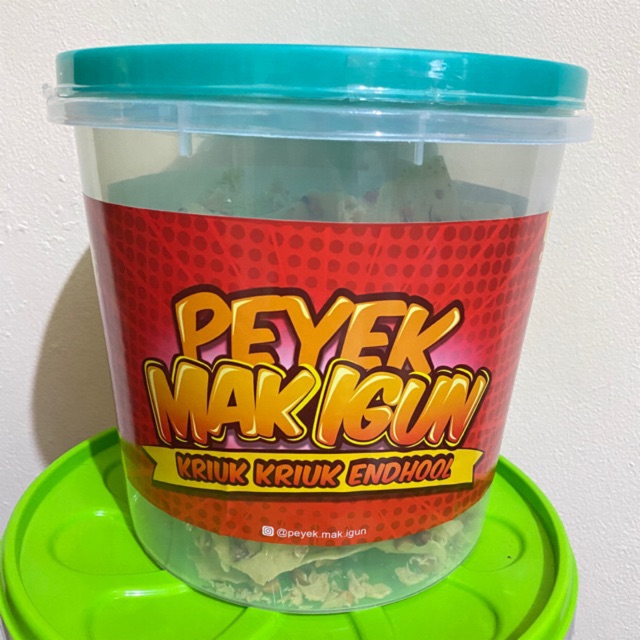 PEYEK
MAK IGUN
KRIUK KRIUK ENDHOOL
@peyek.mak.igun